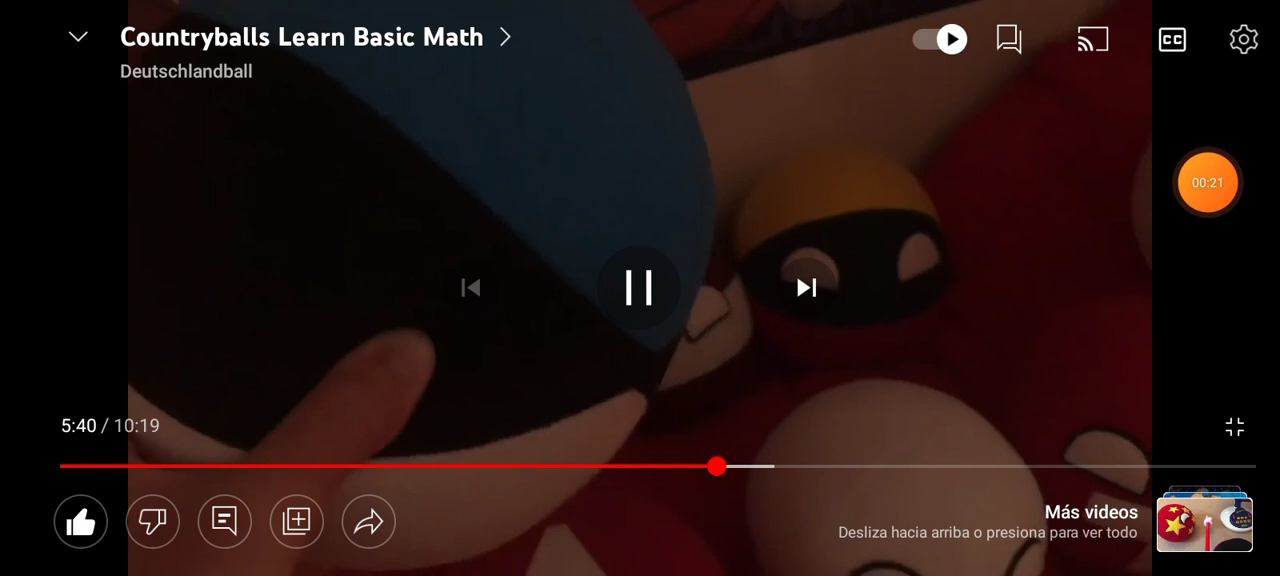 Countryballs Learn Basic Math
Deutschlandball
CC
00:21
5:40 / 10:19
Más videos
Desliza hacia arriba o presiona para ver todo